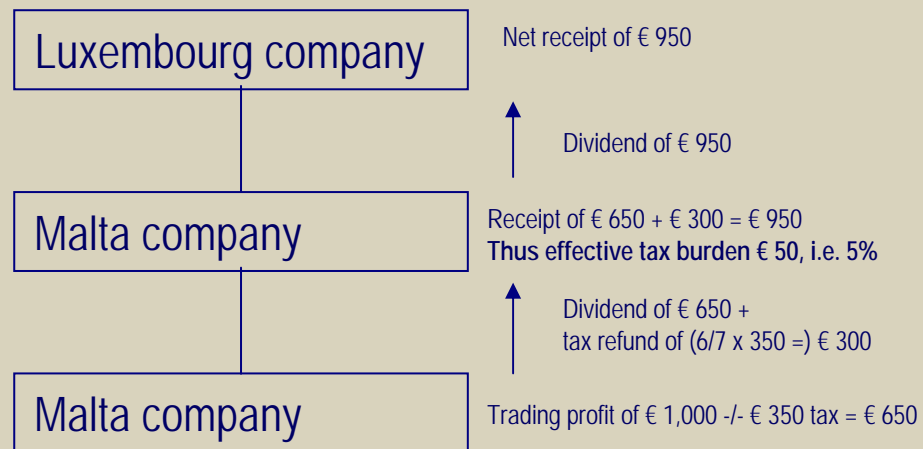 Luxembourg company
Net receipt of € 950
Dividend of € 950
Malta company
Receipt of € 650 + € 300 = € 950
Thus effective tax burden € 50, i.e. 5%
Dividend of € 650 +
tax refund of (6/7 x 350 =) € 300
Malta company
Trading profit of € 1,000 -/- € 350 tax = € 650